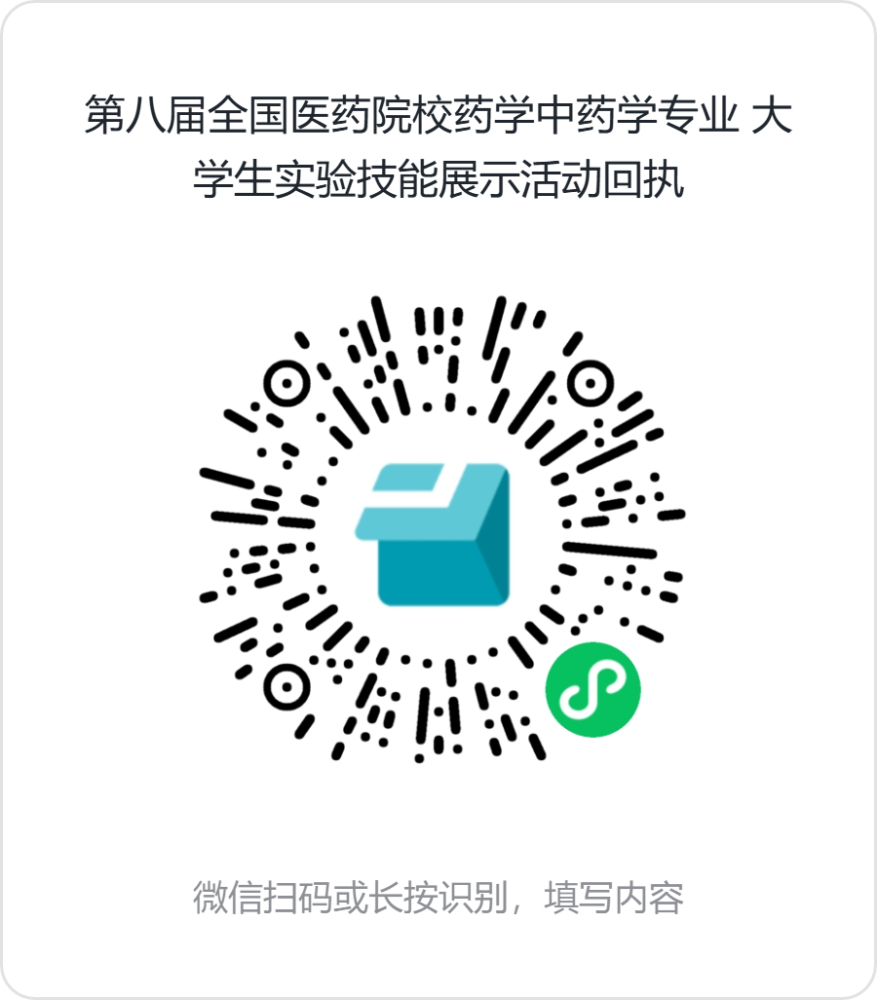 第八届全国医药院校药学中药学专业 大
学生实验技能展示活动回执
微信扫码或长按识别，填写内容